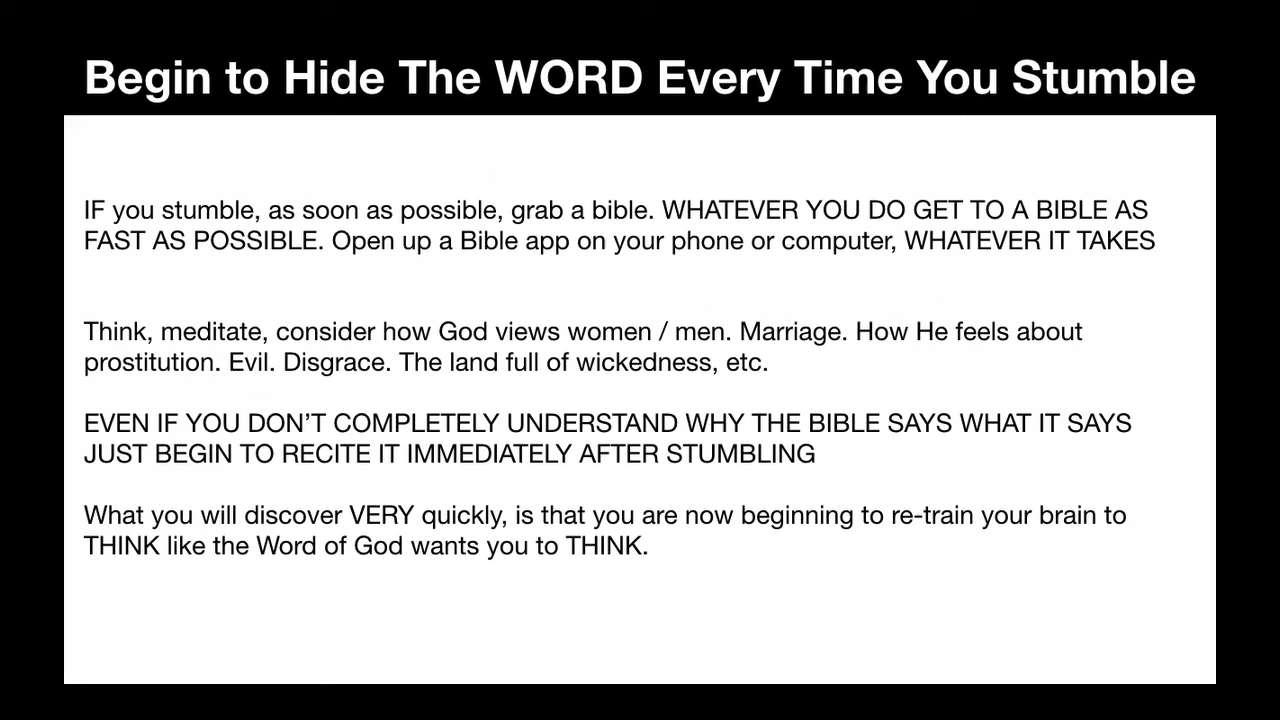 Begin to Hide The WORD Every Time You Stumble
IF you stumble, as soon as possible, grab a bible. WHATEVER YOU DO GET TO A BIBLE AS
FAST AS POSSIBLE. Open up a Bible app on your phone or computer, WHATEVER IT TAKES
Think, meditate, consider how God views women / men. Marriage. How He feels about
prostitution. Evil. Disgrace. The land full of wickedness, etc.
EVEN IF YOU DON’T COMPLETELY UNDERSTAND WHY THE BIBLE SAYS WHAT IT SAYS
JUST BEGIN TO RECITE IT IMMEDIATELY AFTER STUMBLING
What you will discover VERY quickly, is that you are now beginning to re-train your brain to
THINK like the Word of God wants you to THINK.